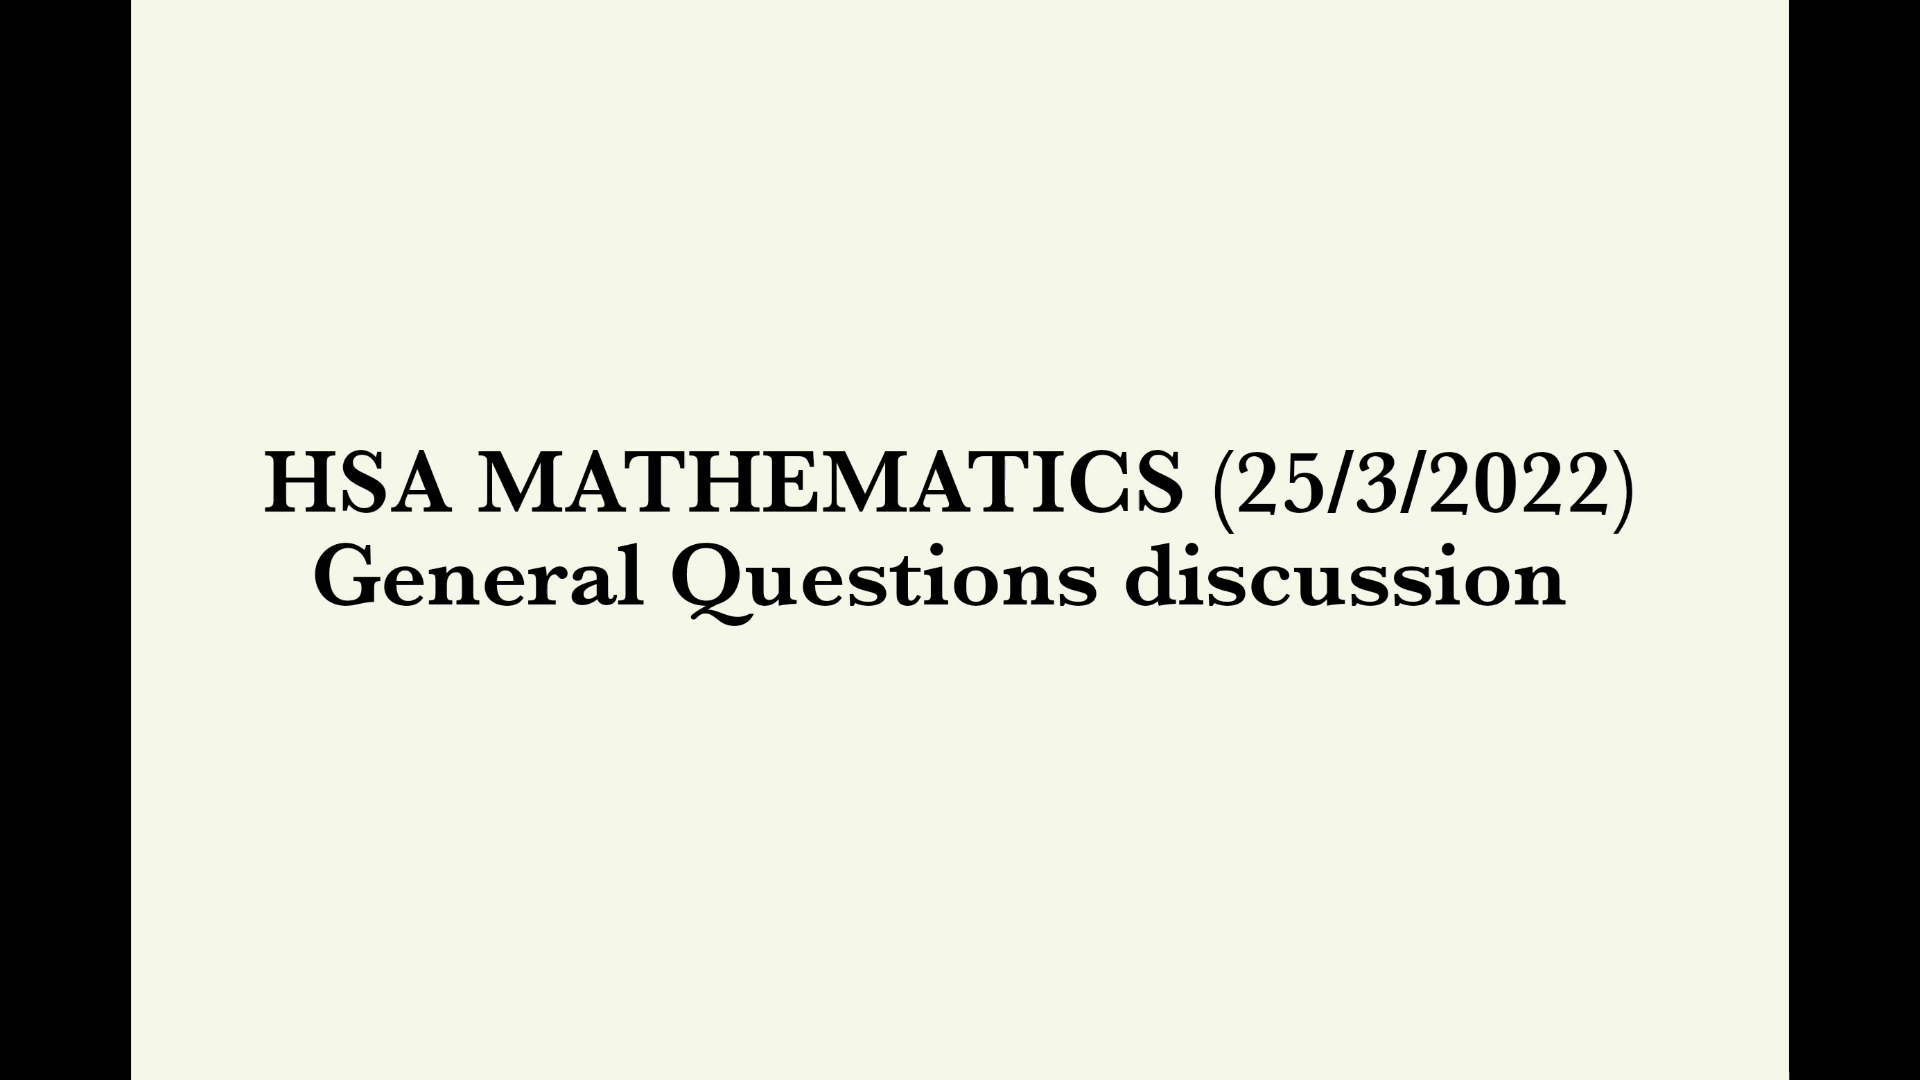 HSA MATHEMATICS (25/3/2022)
General Questions discussion